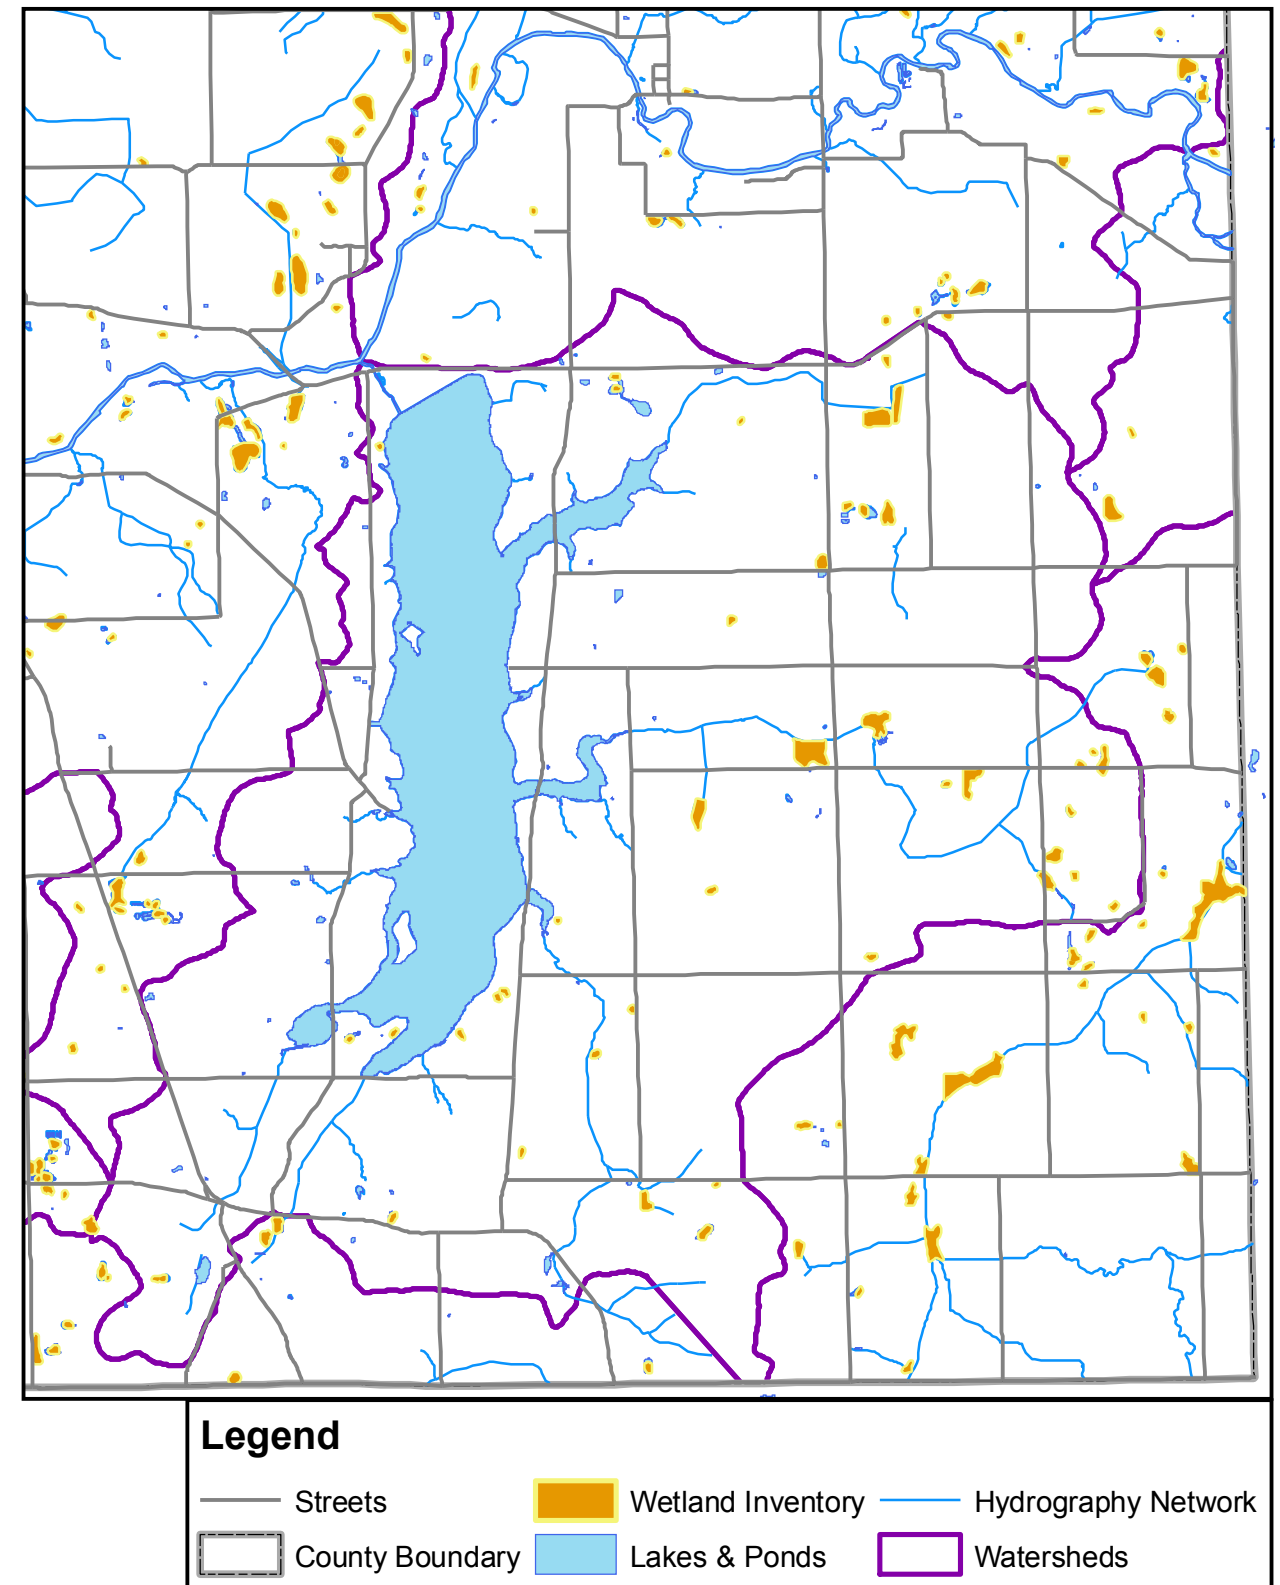 Legend
Streets
Wetland Inventory
Hydrography Network
County Boundary
Lakes & Ponds
Watersheds